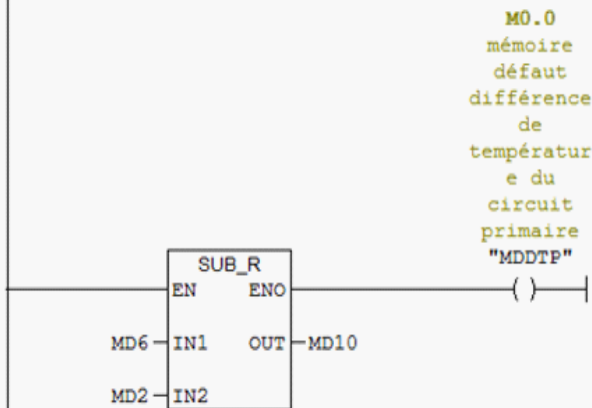 M0.0
mémoire
défaut
différence
de
températur
e du
circuit
primaire
"MDDTP"
SUB_R
EN ENO
MD6 IN1 OUT MD10
MD2 IN2